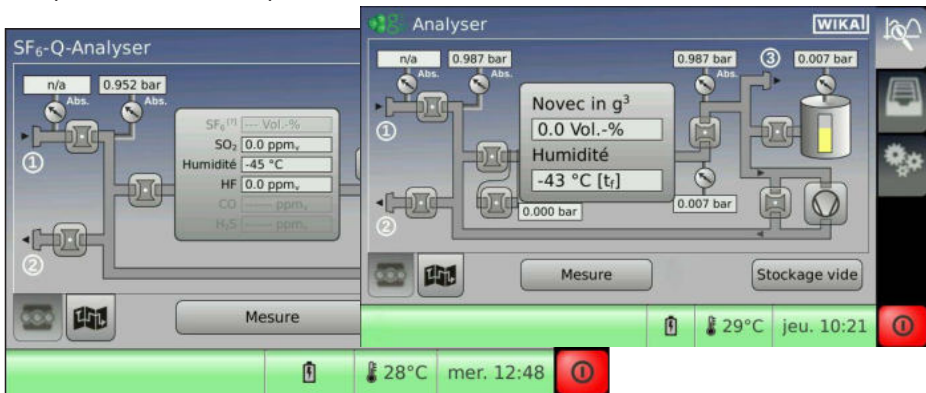 SF₆-Q-Analyser
n/a
0.952 bar
Abs.
Abs.
①
②
SF₆⁽ᵎ⁾ --- Vol.-%
SO₂ 0.0 ppmᵥ
Humidité -45 °C
HF 0.0 ppmᵥ
CO ------ ppmᵥ
H₂S ------ ppmᵥ
Mesure
28°C
mer. 12:48
Analyser
WIKA
n/a
0.987 bar
Abs.
Abs.
①
②
Novec in g³
0.0 Vol.-%
Humidité
-43 °C [tf]
0.000 bar
0.987 bar
Abs.
③
0.007 bar
0.007 bar
Mesure
Stockage vide
29°C
jeu. 10:21